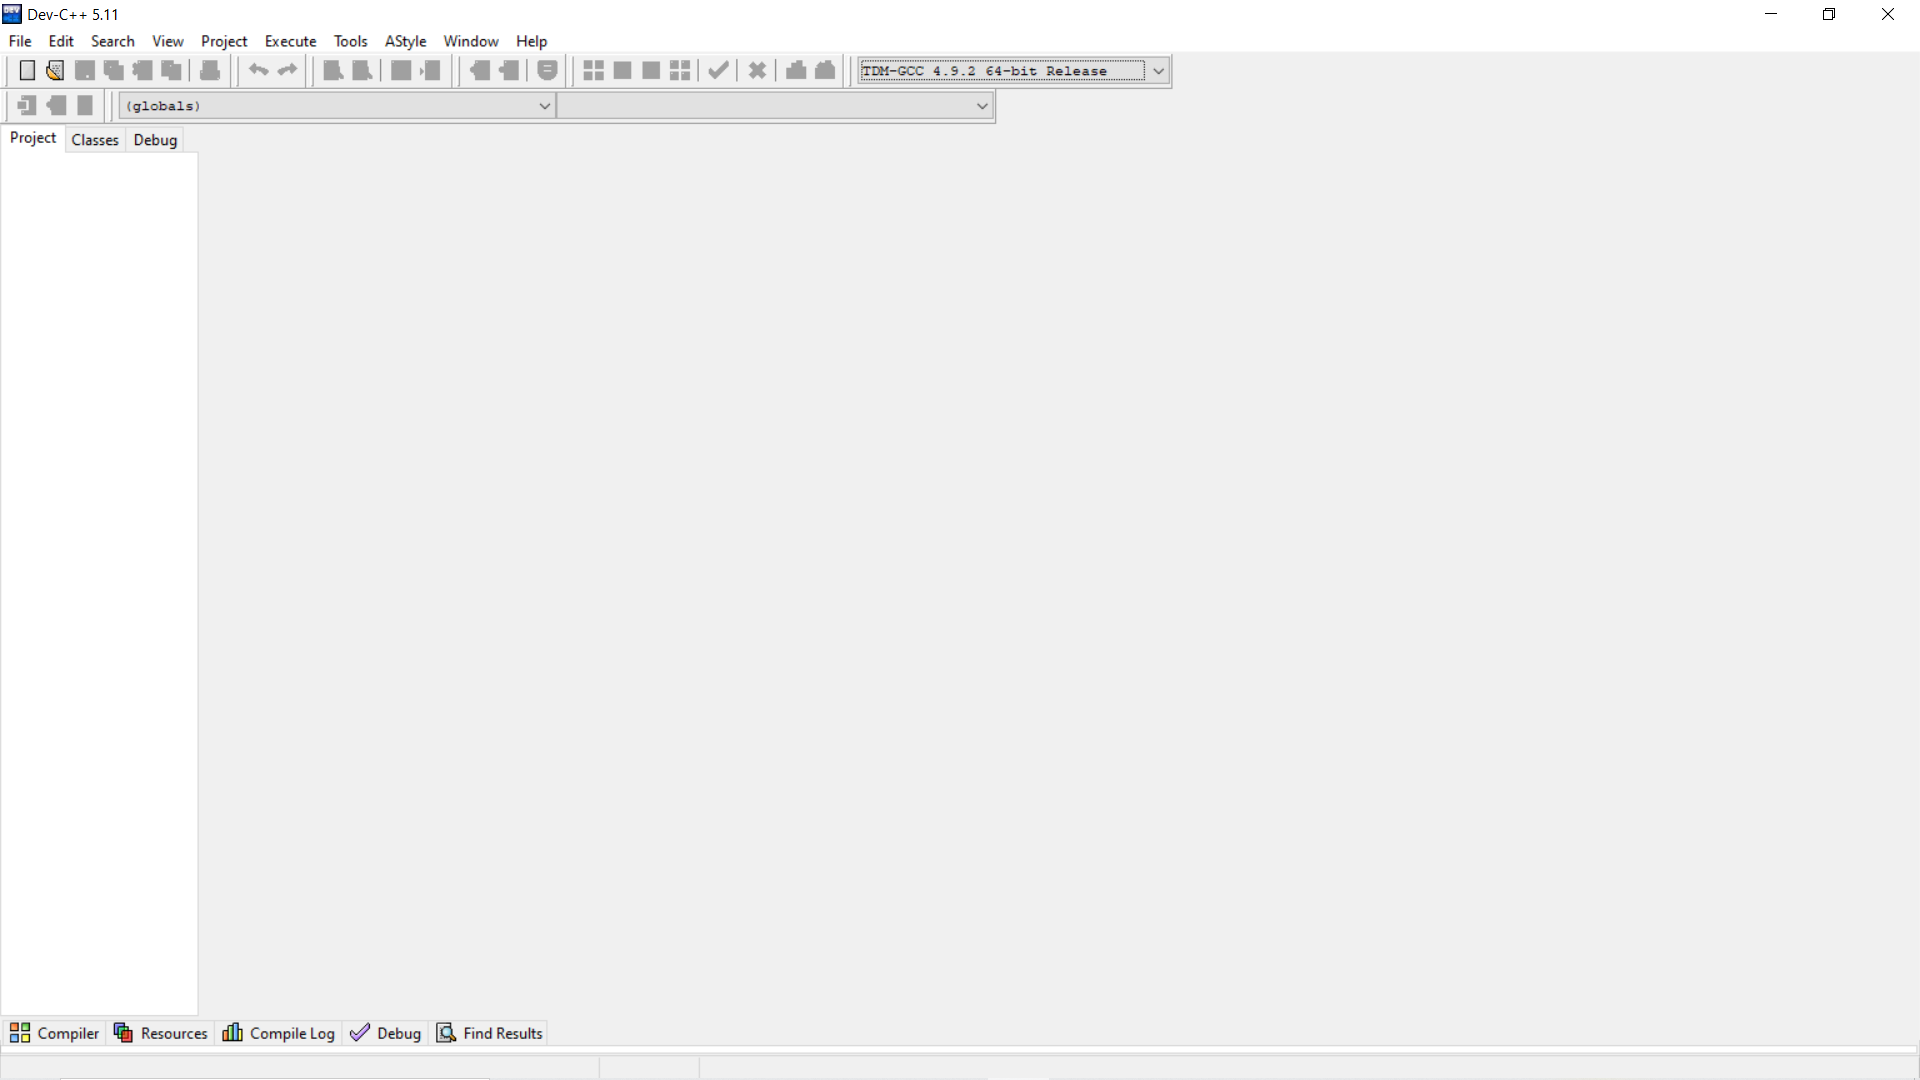 Dev-C++ 5.11
File Edit Search View Project Execute Tools AStyle Window Help
TDM-GCC 4.9.2 64-bit Release
(globals)
Project Classes Debug
Compiler Resources Compile Log Debug Find Results